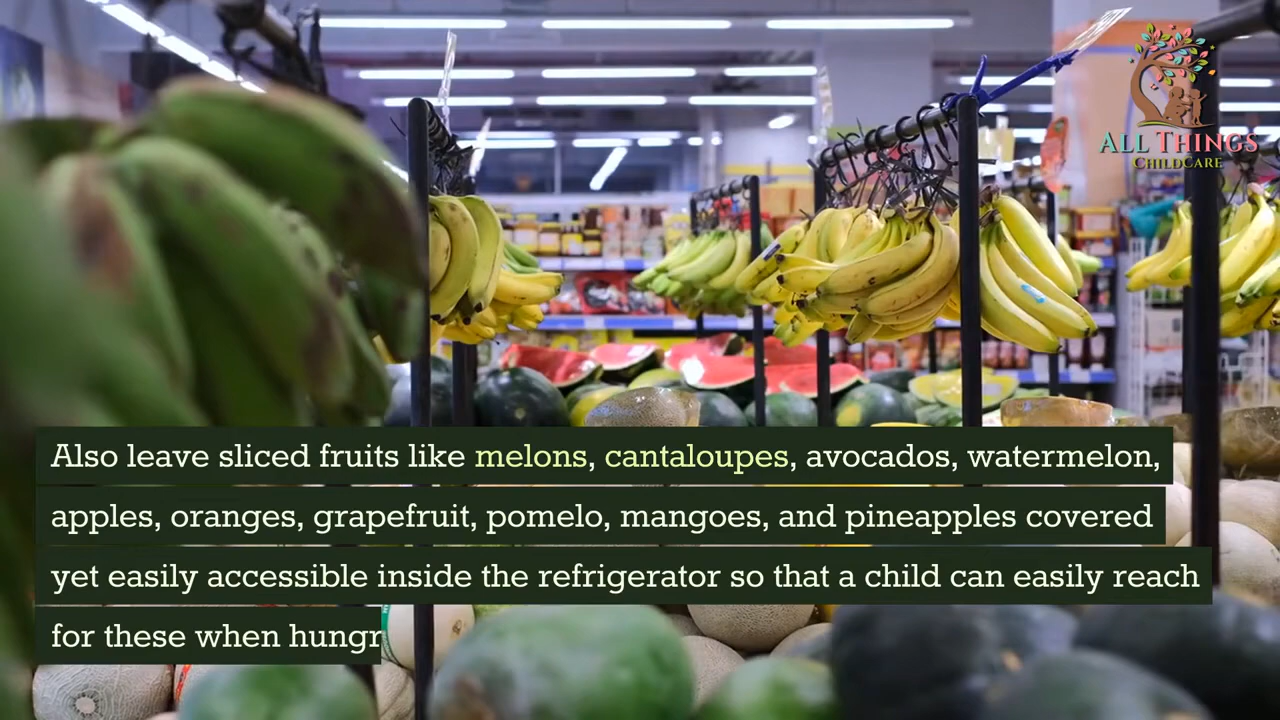 ALL THINGS
CHILDCARE
Also leave sliced fruits like melons, cantaloupes, avocados, watermelon,
apples, oranges, grapefruit, pomelo, mangoes, and pineapples covered
yet easily accessible inside the refrigerator so that a child can easily reach
for these when hungr